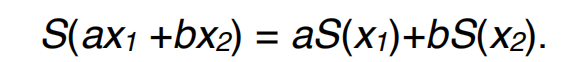 S(ax₁ +bx₂) = aS(x₁)+bS(x₂).